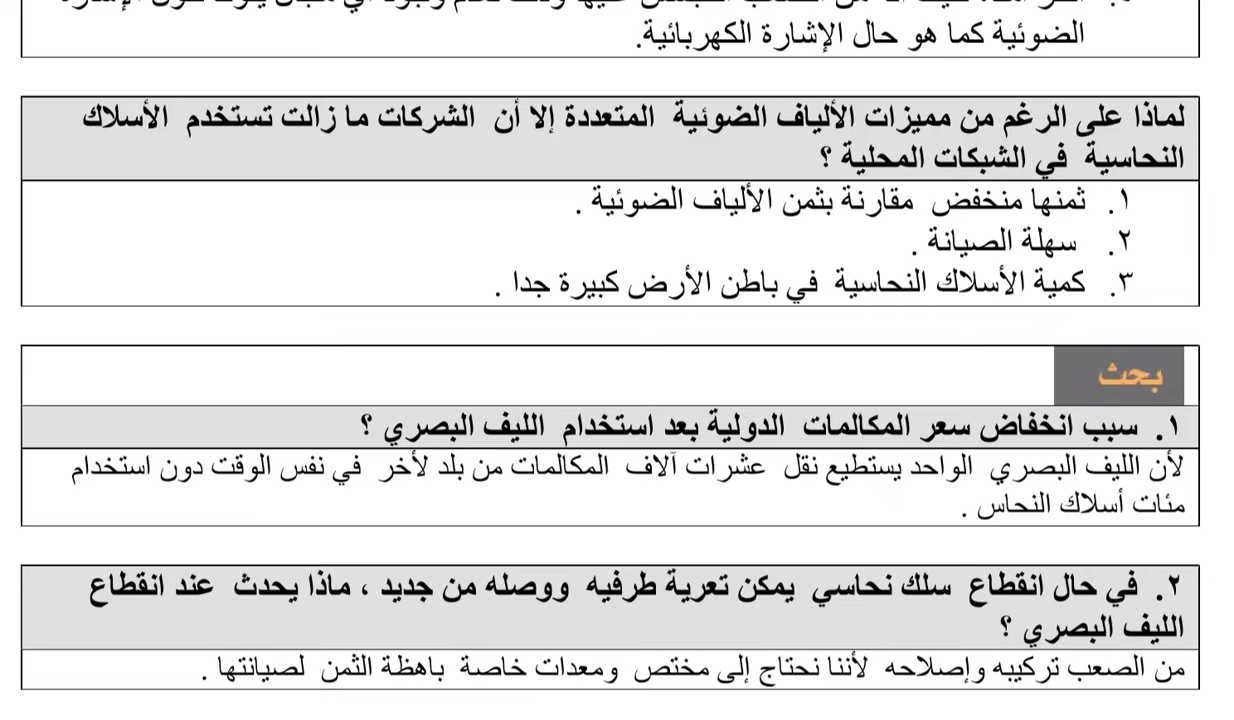 الضوئية كما هو حال الإشارة الكهربائية.
لماذا على الرغم من مميزات الألياف الضوئية المتعددة إلا أن الشركات ما زالت تستخدم الأسلاك
النحاسية في الشبكات المحلية ؟
١. ثمنها منخفض مقارنة بثمن الألياف الضوئية .
٢. سهلة الصيانة .
٣. كمية الأسلاك النحاسية في باطن الأرض كبيرة جدا .
بحث
١. سبب انخفاض سعر المكالمات الدولية بعد استخدام الليف البصري ؟
لأن الليف البصري الواحد يستطيع نقل عشرات آلاف المكالمات من بلد لأخر في نفس الوقت دون استخدام
مئات أسلاك النحاس .
٢. في حال انقطاع سلك نحاسي يمكن تعرية طرفيه ووصله من جديد ، ماذا يحدث عند انقطاع
الليف البصري ؟
من الصعب تركيبه وإصلاحه لأننا نحتاج إلى مختص ومعدات خاصة باهظة الثمن لصيانتها .